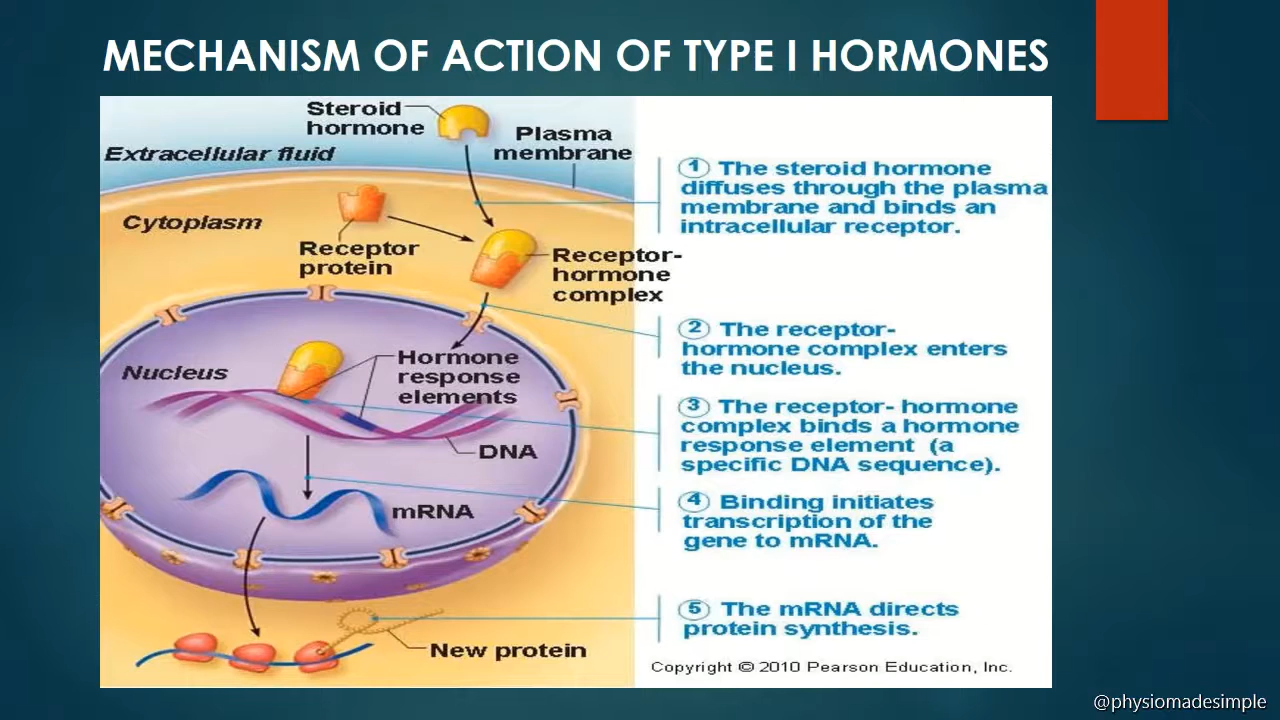 MECHANISM OF ACTION OF TYPE I HORMONES
Steroid
hormone
Plasma
membrane
Extracellular fluid
Cytoplasm
Receptor
protein
Receptor-
hormone
complex
Nucleus
Hormone
response
elements
DNA
mRNA
New protein
1 The steroid hormone
diffuses through the plasma
membrane and binds an
intracellular receptor.
2 The receptor-
hormone complex enters
the nucleus.
3 The receptor- hormone
complex binds a hormone
response element (a
specific DNA sequence).
4 Binding initiates
transcription of the
gene to mRNA.
5 The mRNA directs
protein synthesis.
Copyright © 2010 Pearson Education, Inc.
@physiomadesimple